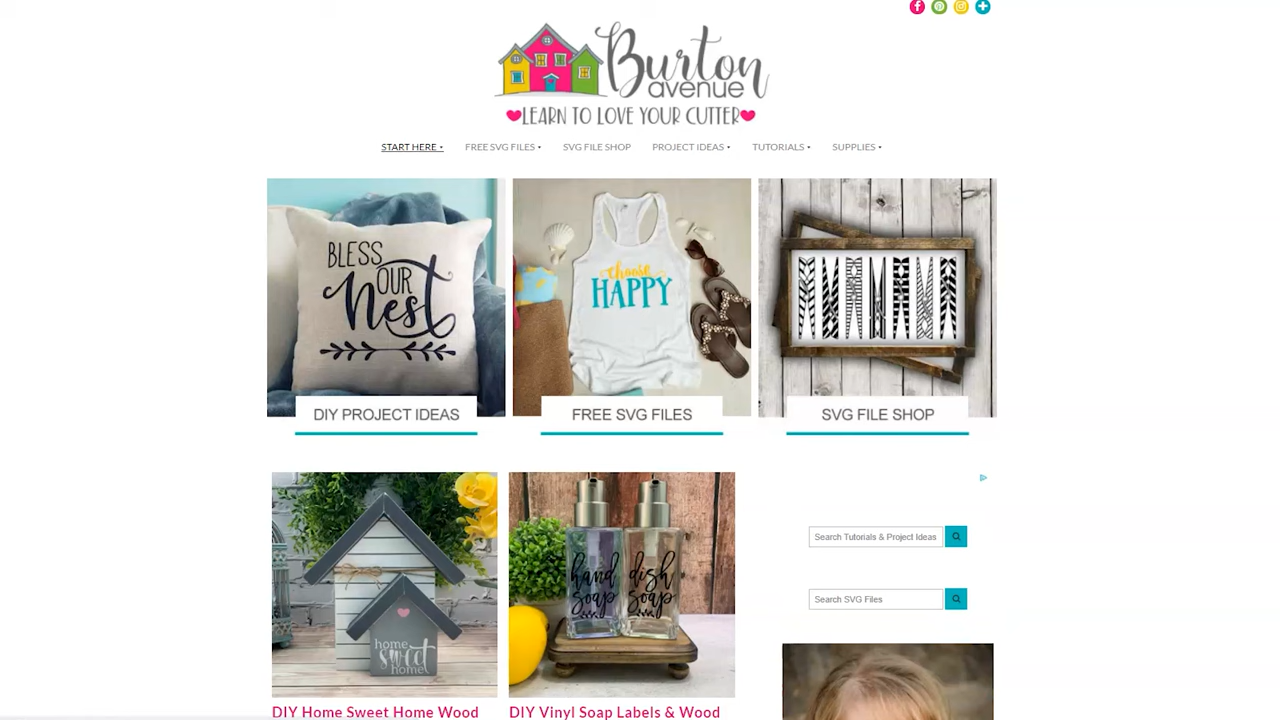 Burton
avenue
LEARN TO LOVE YOUR CUTTER
START HERE
FREE SVG FILES
SVG FILE SHOP
PROJECT IDEAS
TUTORIALS
SUPPLIES
BLESS
OUR
Nest
choose
HAPPY
DIY PROJECT IDEAS
FREE SVG FILES
SVG FILE SHOP
Search Tutorials & Project Ideas
Search SVG Files
home
sweet
home
hand
soap
dish
soap
DIY Home Sweet Home Wood
DIY Vinyl Soap Labels & Wood